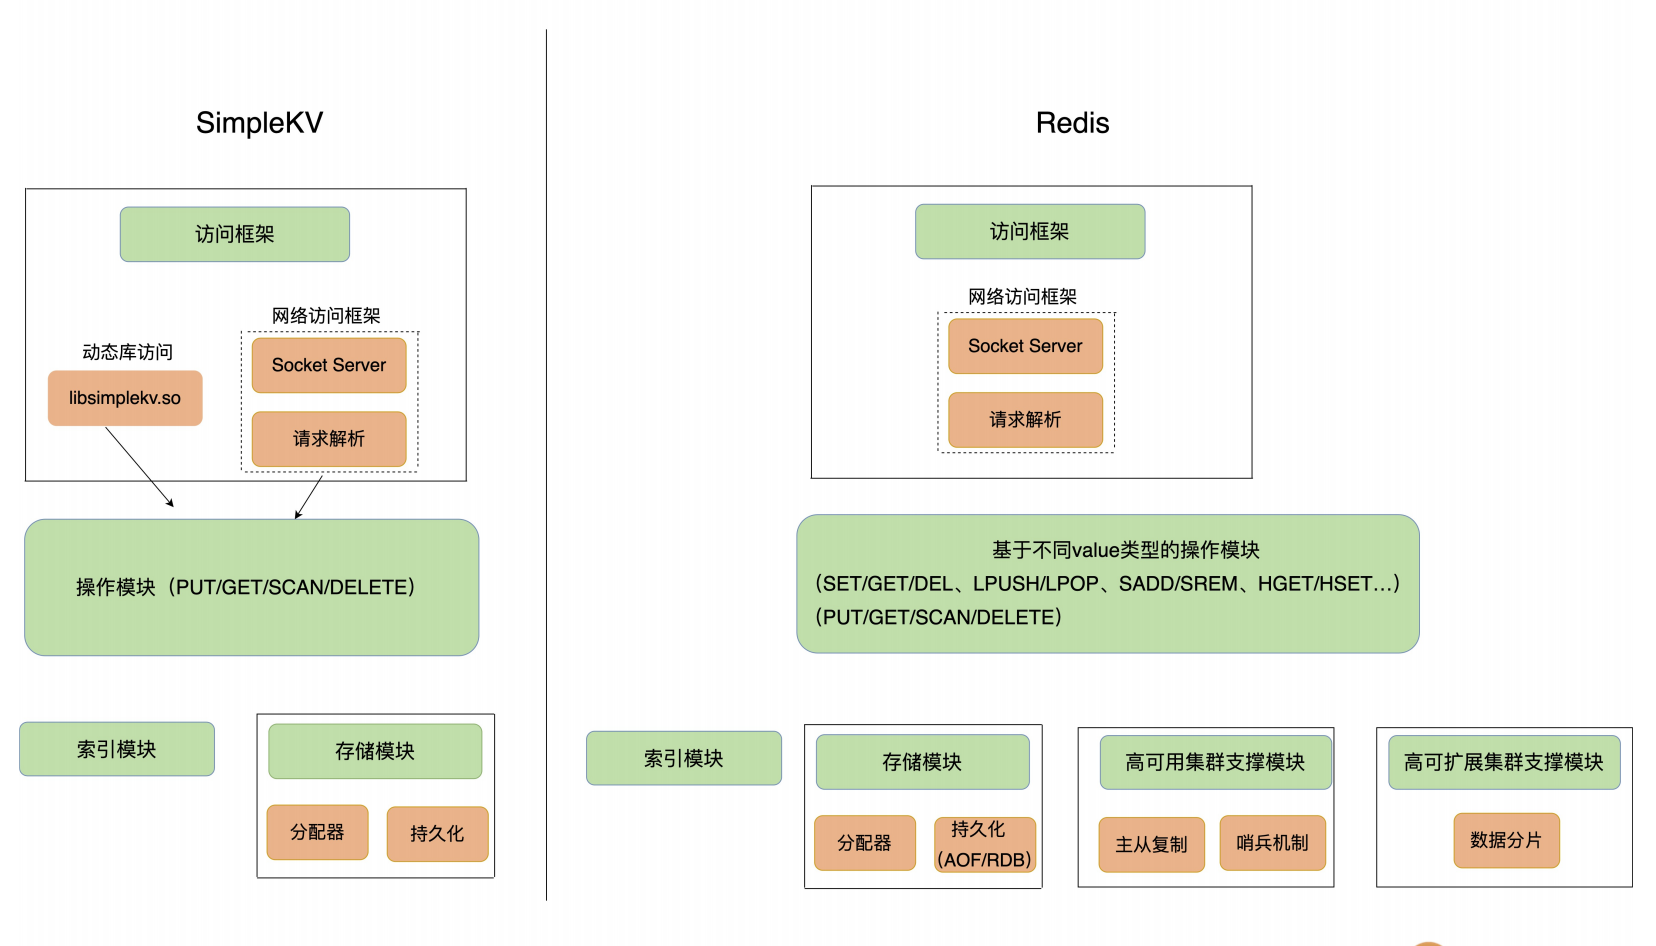 SimpleKV
访问框架
网络访问框架
动态库访问
Socket Server
libsimplekv.so
请求解析
操作模块（PUT/GET/SCAN/DELETE）
索引模块
存储模块
分配器
持久化
Redis
访问框架
网络访问框架
Socket Server
请求解析
基于不同value类型的操作模块
（SET/GET/DEL、LPUSH/LPOP、SADD/SREM、HGET/HSET...）
（PUT/GET/SCAN/DELETE）
索引模块
存储模块
分配器
持久化
（AOF/RDB）
高可用集群支撑模块
主从复制
哨兵机制
高可扩展集群支撑模块
数据分片